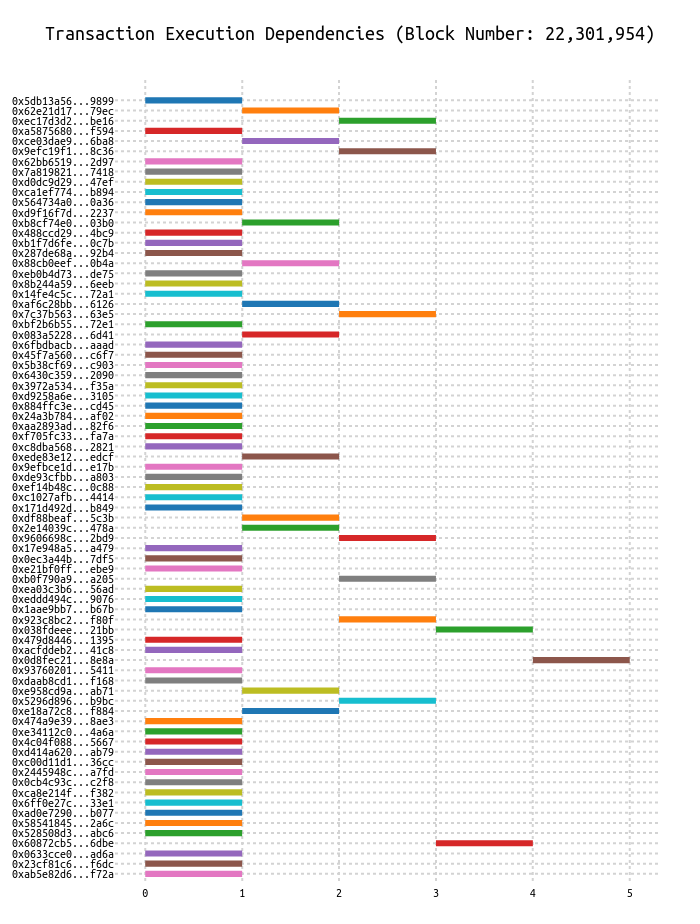 Transaction Execution Dependencies (Block Number: 22,301,954)
0x5db13a56...9899
0x62e21d17...79ec
0xec17d3d2...be16
0xa5875680...f594
0xce03dae9...6ba8
0x9efc19f1...8c36
0x62bb6519...2d97
0x7a819821...7418
0xd0dc9d29...47ef
0xca1ef774...b894
0x564734a0...0a36
0xd9f16f7d...2237
0xb8cf74e0...03b0
0x488ccd29...4bc9
0xb1f7d6fe...0c7b
0x287de68a...92b4
0x88cb0eef...0b4a
0xeb0b4d73...de75
0x8b244a59...6eeb
0x14fe4c5c...72a1
0xaf6c28bb...6126
0x7c37b563...63e5
0xbf2b6b55...72e1
0x083a5228...6d41
0x6fbdbacb...aaad
0x45f7a560...c6f7
0x5b38cf69...c903
0x6430c359...2090
0x3972a534...f35a
0xd9258a6e...3105
0x884ffc3e...cd45
0x24a3b784...af02
0xaa2893ad...82f6
0xf705fc33...fa7a
0xc8dba568...2821
0xede83e12...edcf
0x9efbce1d...e17b
0xde93cfbb...a803
0xef14b48c...0c88
0xc1027afb...4414
0x171d492d...b849
0xdf88beaf...5c3b
0x2e14039c...478a
0x9606698c...2bd9
0x17e948a5...a479
0x0ec3a44b...7df5
0xe21bf0ff...ebe9
0xb0f790a9...a205
0xea03c3b6...56ad
0xeddd494c...9076
0x1aae9bb7...b67b
0x923c8bc2...f80f
0x038fdeee...21bb
0x479d8446...1395
0xacfddeb2...41c8
0x0d8fec21...8e8a
0x93760201...5411
0xdaab8cd1...f168
0xe958cd9a...ab71
0x5296d896...b9bc
0xe18a72c8...f884
0x474a9e39...8ae3
0xe34112c0...4a6a
0x4c04f088...5667
0xd414a620...ab79
0xc00d11d1...36cc
0x2445948c...a7fd
0x0cb4c93c...c2f8
0xca8e214f...f382
0x6ff0e27c...33e1
0xad0e7290...b077
0x58541845...2a6c
0x528508d3...abc6
0x60872cb5...6dbe
0x0633cce0...ad6a
0x23cf81c6...f6dc
0xab5e82d6...f72a
0 1 2 3 4 5